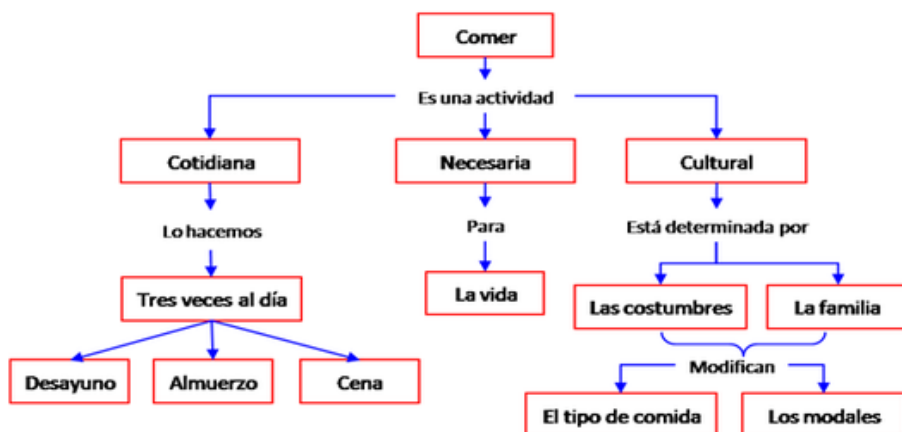 Comer
Es una actividad
Cotidiana
Necesaria
Cultural
Lo hacemos
Para
Está determinada por
Tres veces al día
La vida
Las costumbres
La familia
Desayuno
Almuerzo
Cena
Modifican
El tipo de comida
Los modales